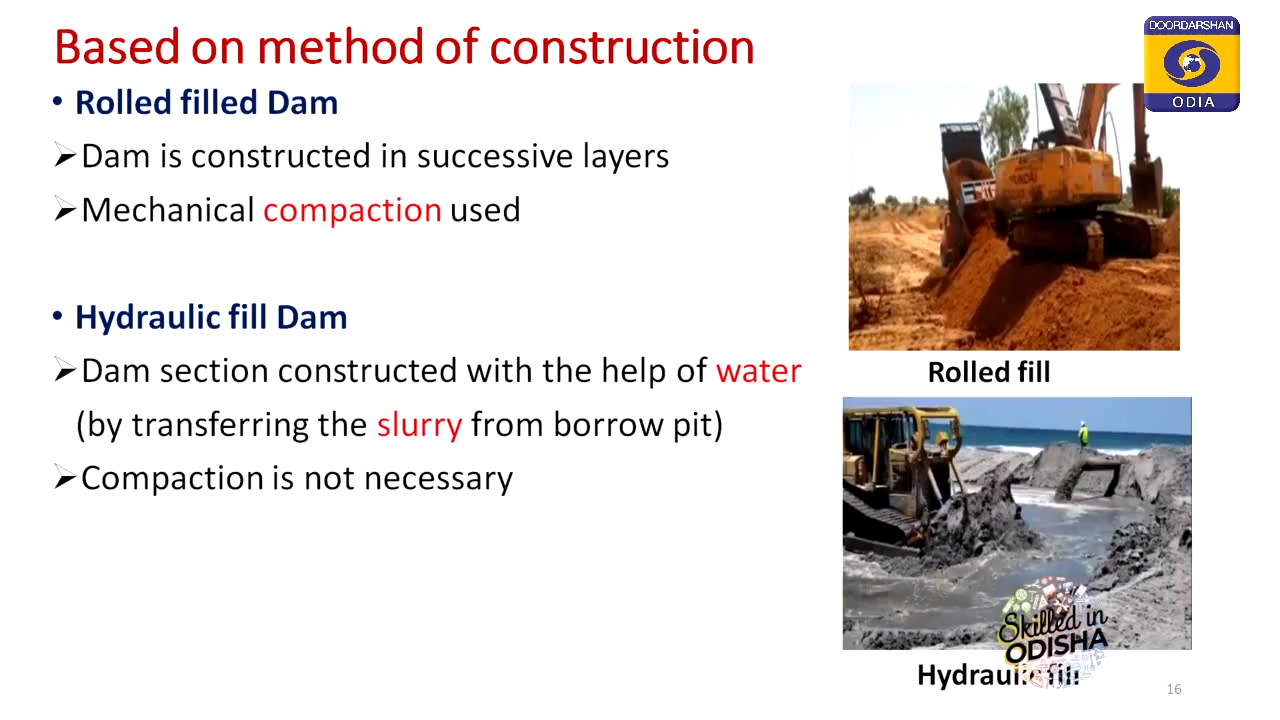 Based on method of construction
• Rolled filled Dam
➢Dam is constructed in successive layers
➢Mechanical compaction used
• Hydraulic fill Dam
➢Dam section constructed with the help of water
(by transferring the slurry from borrow pit)
➢Compaction is not necessary
DOORDARSHAN
ODIA
Rolled fill
Skilled in
ODISHA
Hydraulic fill
16